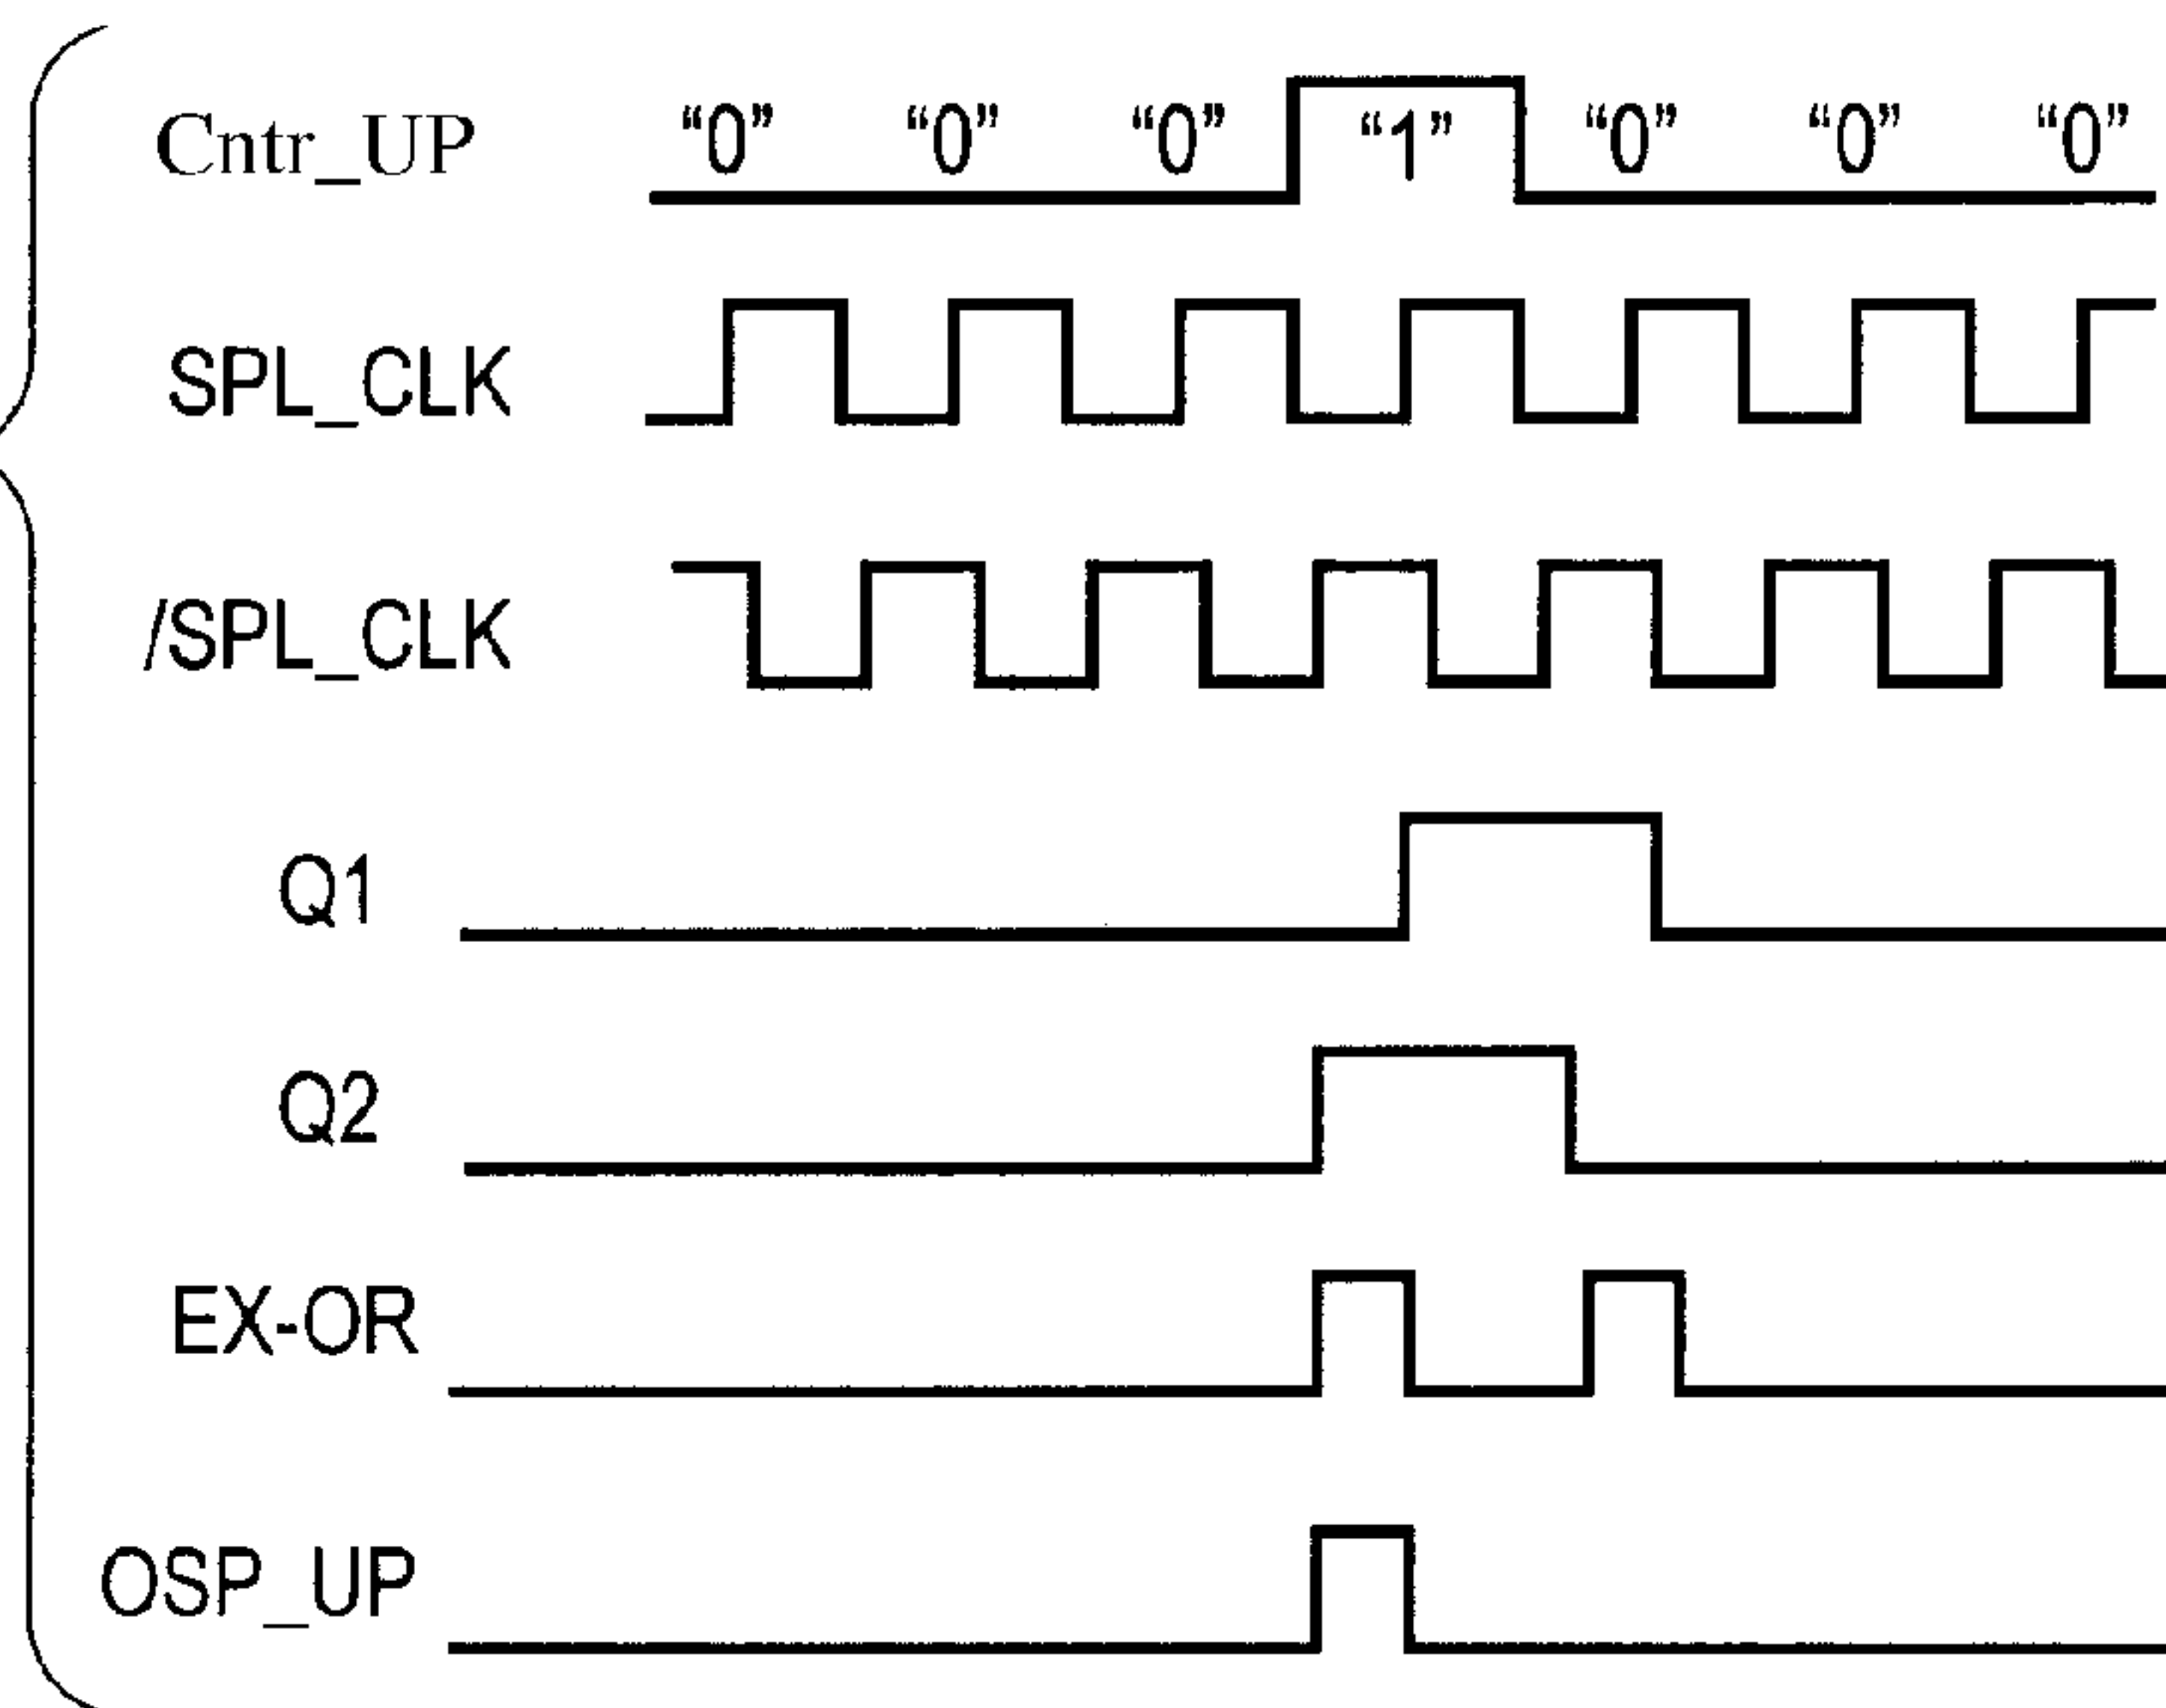 Cntr_UP “0” “0” “0” “1” “0” “0” “0”
SPL_CLK
/SPL_CLK
Q1
Q2
EX-OR
OSP_UP